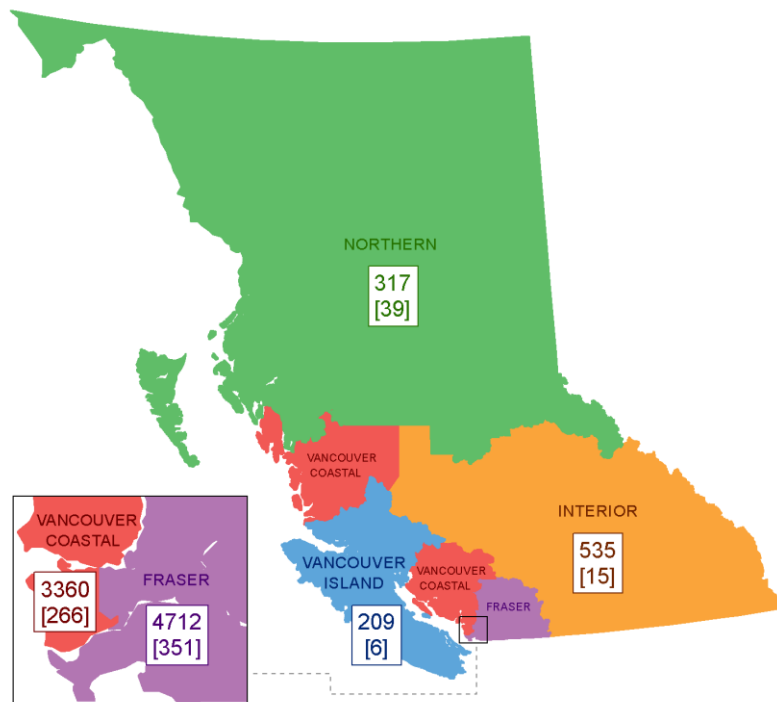 NORTHERN
317
[39]
VANCOUVER
COASTAL
INTERIOR
535
[15]
VANCOUVER
ISLAND
209
[6]
VANCOUVER
COASTAL
FRASER
VANCOUVER
COASTAL
3360
[266]
FRASER
4712
[351]